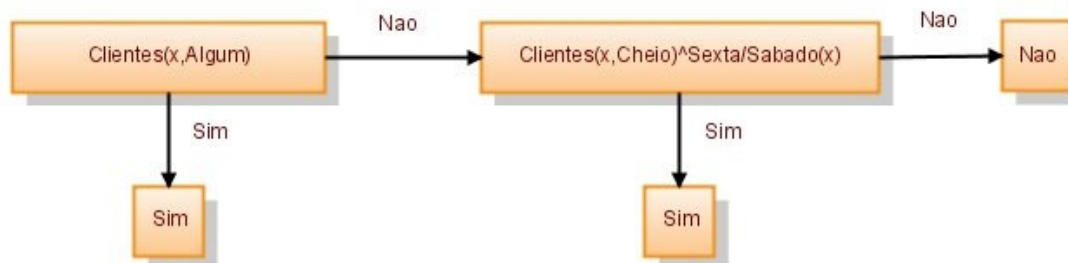 Nao
Nao
Clientes(x,Algum)
Clientes(x,Cheio)^Sexta/Sabado(x)
Nao
Sim
Sim
Sim
Sim